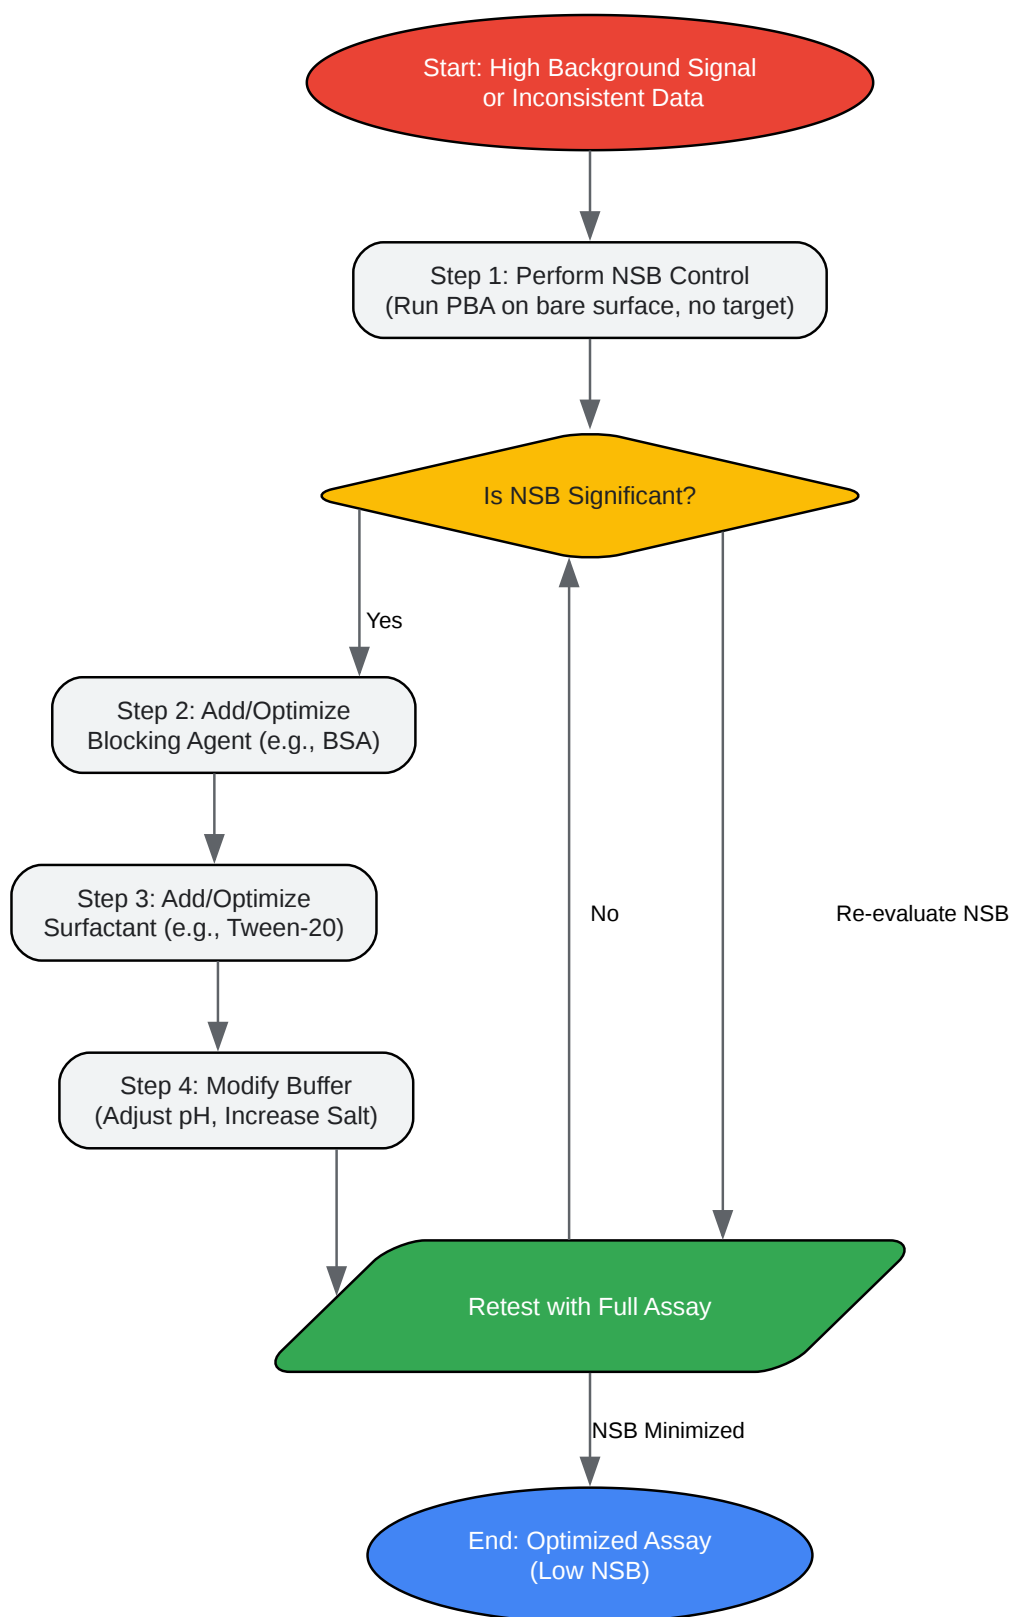 Start: High Background Signal
or Inconsistent Data
Step 1: Perform NSB Control
(Run PBA on bare surface, no target)
Is NSB Significant?
Yes
Step 2: Add/Optimize
Blocking Agent (e.g., BSA)
Step 3: Add/Optimize
Surfactant (e.g., Tween-20)
No
Re-evaluate NSB
Step 4: Modify Buffer
(Adjust pH, Increase Salt)
Retest with Full Assay
NSB Minimized
End: Optimized Assay
(Low NSB)